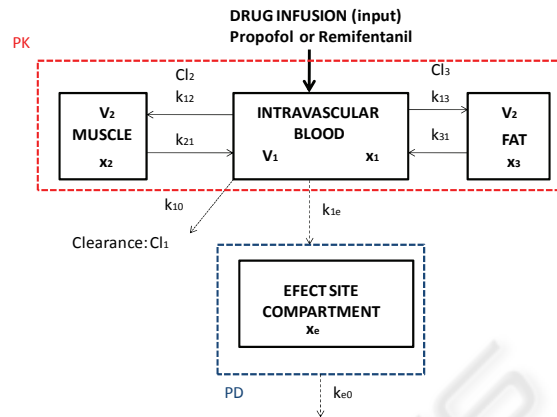 DRUG INFUSION (input)
Propofol or Remifentanil
PK
Cl2
Cl3
V2
MUSCLE
x2
k12
k21
INTRAVASCULAR
BLOOD
V1 x1
k13
k31
V2
FAT
x3
k10
k1e
Clearance: Cl1
EFECT SITE
COMPARTMENT
xe
PD
ke0